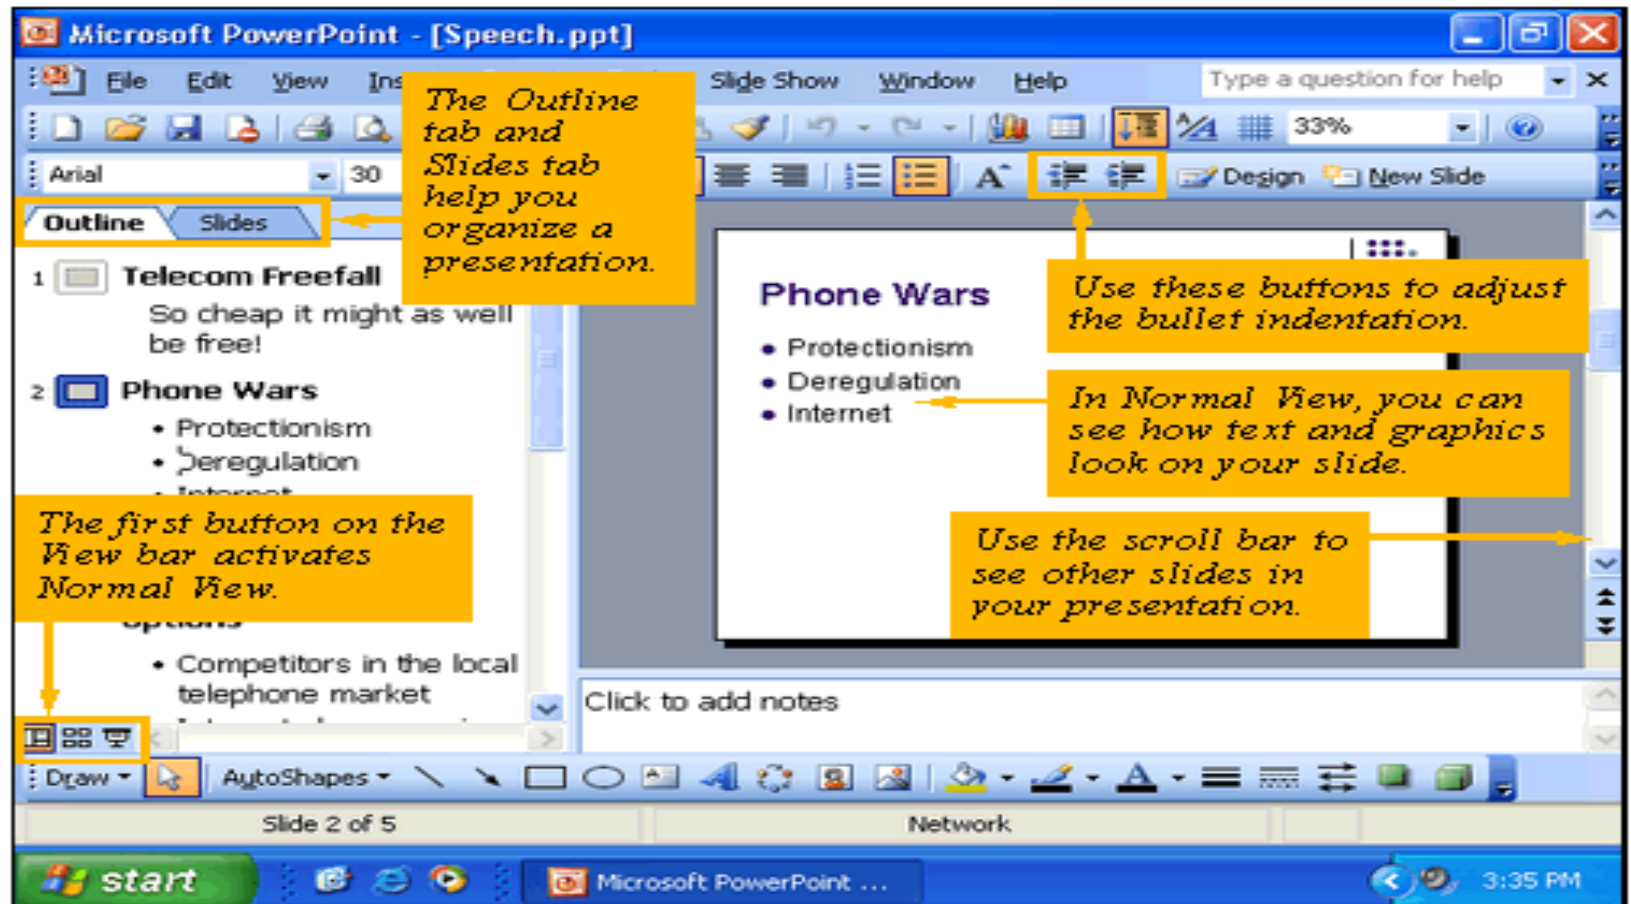 Microsoft PowerPoint - [Speech.ppt]
File Edit View Slide Show Window Help Type a question for help
33%
Arial 30 Design New Slide
The Outline
tab and
Slides tab
help you
organize a
presentation.
Outline Slides
1 Telecom Freefall
So cheap it might as well
be free!
2 Phone Wars
• Protectionism
• Deregulation
• Internet
The first button on the
View bar activates
Normal View.
options
• Competitors in the local
telephone market
Phone Wars
• Protectionism
• Deregulation
• Internet
Use these buttons to adjust
the bullet indentation.
In Normal View, you can
see how text and graphics
look on your slide.
Use the scroll bar to
see other slides in
your presentation.
Click to add notes
Draw AutoShapes
Slide 2 of 5 Network
start Microsoft PowerPoint ... 3:35 PM